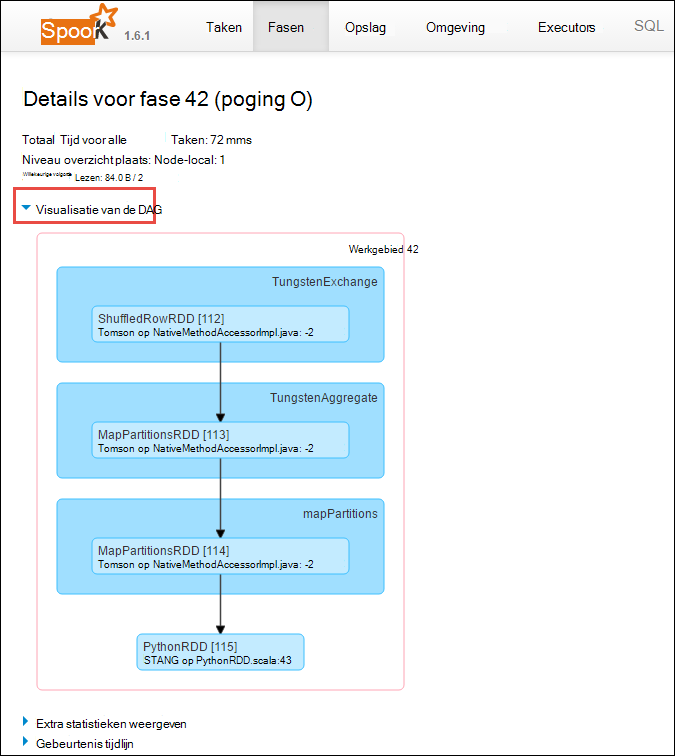 SpooK 1.6.1 Taken Fasen Opslag Omgeving Executors SQL
Details voor fase 42 (poging O)
Totaal Tijd voor alle Taken: 72 mms
Niveau overzicht plaats: Node-local: 1
Willekeurige volgorde Lezen: 84.0 B / 2
Visualisatie van de DAG
Werkgebied 42
TungstenExchange
ShuffledRowRDD [112]
Tomson op NativeMethodAccessorImpl.java: -2
TungstenAggregate
MapPartitionsRDD [113]
Tomson op NativeMethodAccessorImpl.java: -2
mapPartitions
MapPartitionsRDD [114]
Tomson op NativeMethodAccessorImpl.java: -2
PythonRDD [115]
STANG op PythonRDD.scala:43
Extra statistieken weergeven
Gebeurtenis tijdlijn